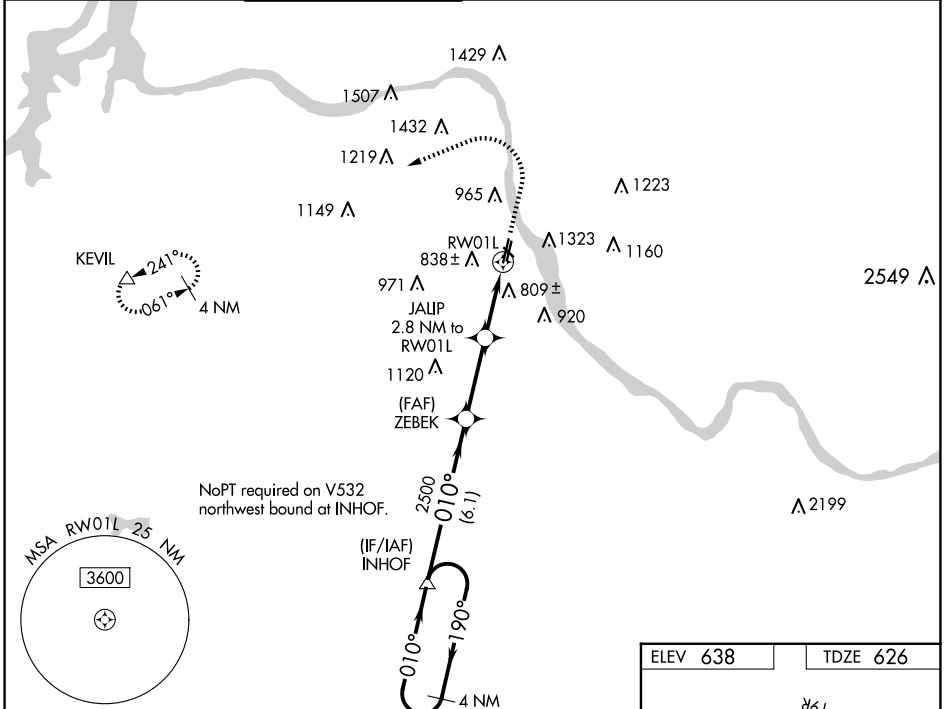 1429
1507
1432
1219
1223
965
1149
RW01L
1323
1160
838±
KEVIL
241°
061°
4 NM
971
809±
2549
JALIP
2.8 NM to
RW01L
920
1120
(FAF)
ZEBEK
NoPT required on V532
northwest bound at INHOF.
2500
010°
(6.1)
2199
(IF/IAF)
INHOF
MSA RW01L 25 NM
3600
010°
190°
4 NM
ELEV 638
TDZE 626